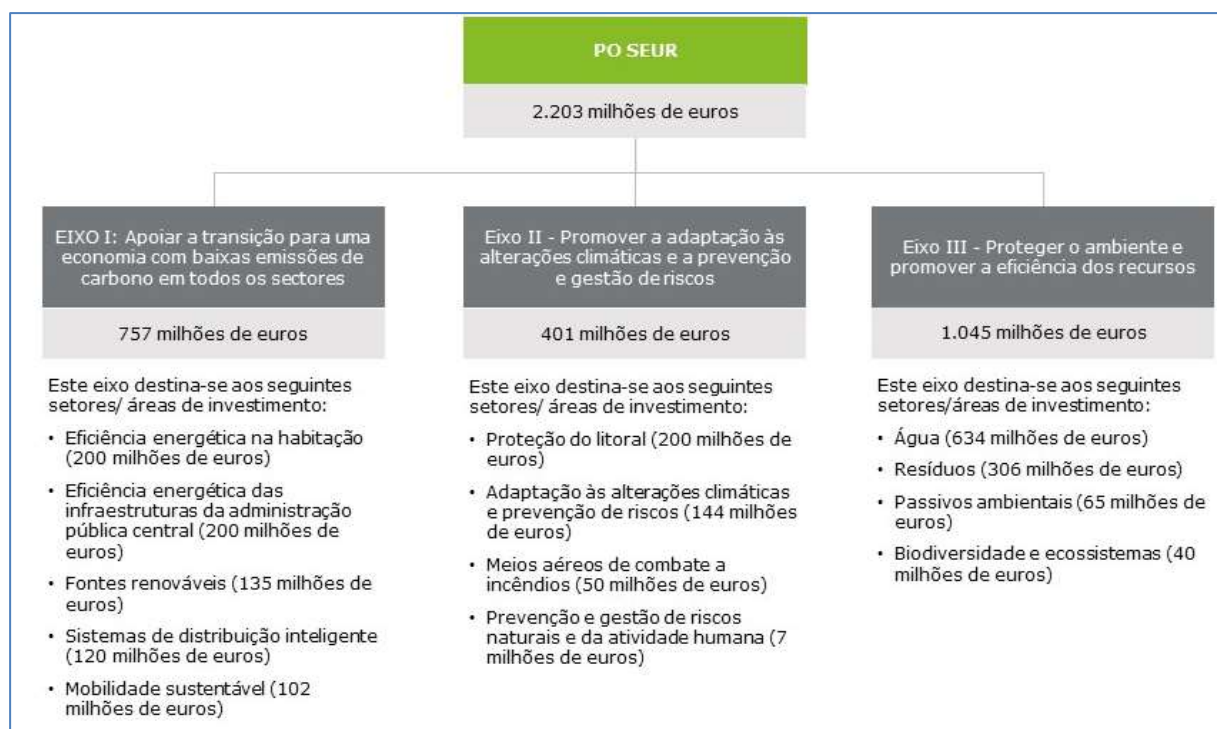 PO SEUR
2.203 milhões de euros
EIXO I: Apoiar a transição para uma
economia com baixas emissões de
carbono em todos os sectores
757 milhões de euros
Este eixo destina-se aos seguintes
setores/ áreas de investimento:
• Eficiência energética na habitação
(200 milhões de euros)
• Eficiência energética das
infraestruturas da administração
pública central (200 milhões de
euros)
• Fontes renováveis (135 milhões de
euros)
• Sistemas de distribuição inteligente
(120 milhões de euros)
• Mobilidade sustentável (102
milhões de euros)
Eixo II - Promover a adaptação às
alterações climáticas e a prevenção
e gestão de riscos
401 milhões de euros
Este eixo destina-se aos seguintes
setores/ áreas de investimento:
• Proteção do litoral (200 milhões de
euros)
• Adaptação às alterações climáticas
e prevenção de riscos (144 milhões
de euros)
• Meios aéreos de combate a
incêndios (50 milhões de euros)
• Prevenção e gestão de riscos
naturais e da atividade humana (7
milhões de euros)
Eixo III - Proteger o ambiente e
promover a eficiência dos recursos
1.045 milhões de euros
Este eixo destina-se aos seguintes
setores/áreas de investimento:
• Água (634 milhões de euros)
• Resíduos (306 milhões de euros)
• Passivos ambientais (65 milhões de
euros)
• Biodiversidade e ecossistemas (40
milhões de euros)